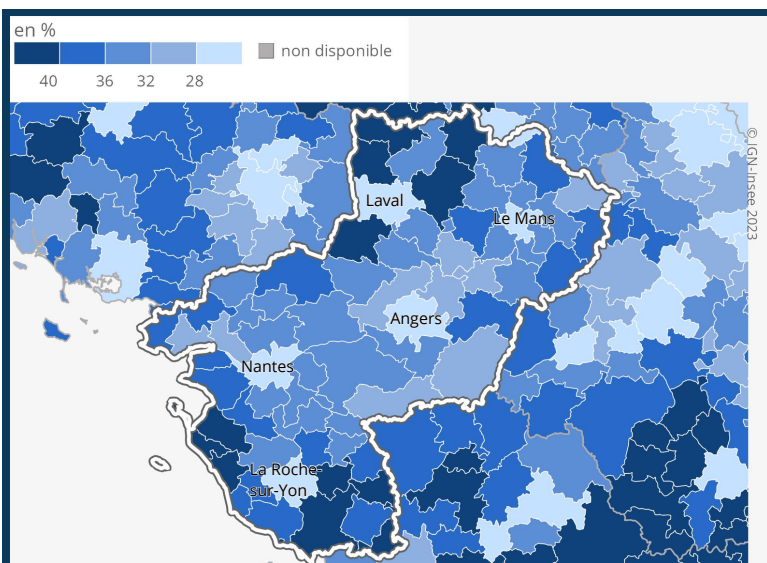 en %
non disponible
40 36 32 28
© IGN-Insee 2023
Laval
Le Mans
Angers
Nantes
La Roche-
sur-Yon